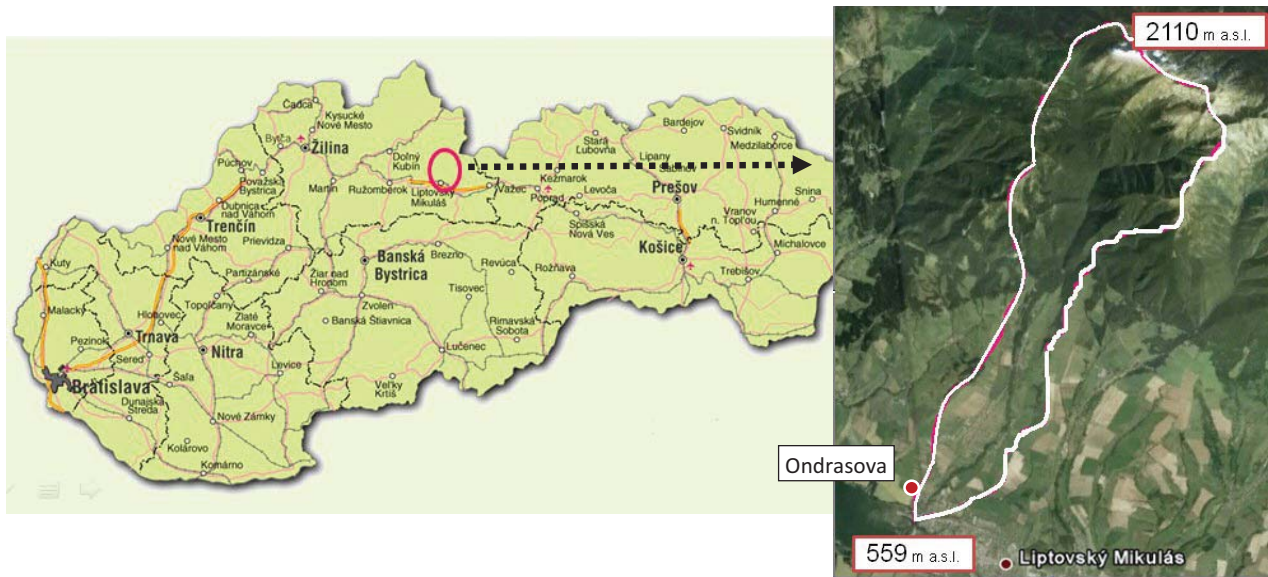 Čadca
Kysucké
Nové Mesto
Bytča
Žilina
Púchov
Považská
Bystrica
Dubnica
nad Váhom
Trenčín
Nové Mesto
nad Váhom
Prievidza
Martin
Dolný
Kubín
Ružomberok
Liptovský
Mikuláš
Važec
Poprad
Kežmarok
Stará
Ľubovňa
Lipany
Sabinov
Bardejov
Svidník
Medzilaborce
Levoča
Spišská
Nová Ves
Prešov
Košice
Vranov
n. Topľou
Humenné
Snina
Michalovce
Trebišov
Rožňava
Revúca
Brezno
Banská
Bystrica
Tisovec
Rimavská
Sobota
Zvolen
Banská Štiavnica
Žiar nad
Hronom
Partizánske
Topoľčany
Zlaté
Moravce
Levice
Lučenec
Veľký
Krtíš
Nitra
Hlohovec
Trnava
Sereď
Šaľa
Kuty
Malacky
Pezinok
Bratislava
Dunajská
Streda
Nové Zámky
Kolárovo
Komárno
2110 m a.s.l.
Ondrasova
559 m a.s.l.
Liptovský Mikulás